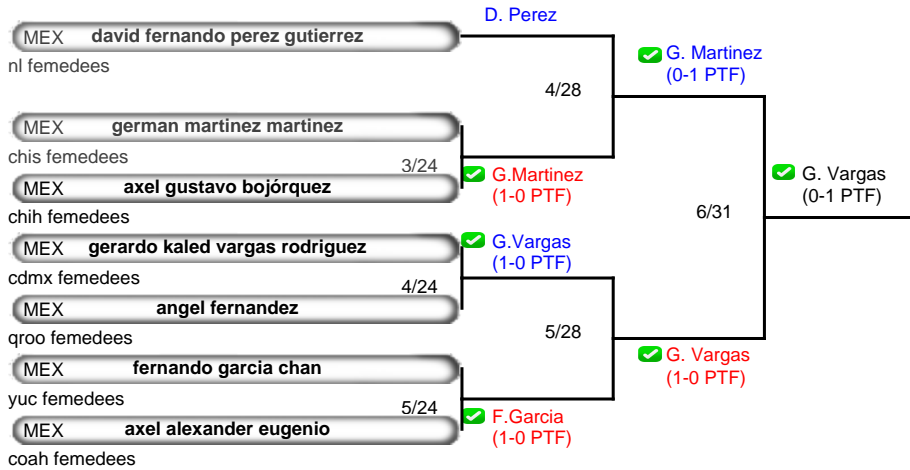 D. Perez
MEX david fernando perez gutierrez
nl femedees
G. Martinez
(0-1 PTF)
4/28
MEX german martinez martinez
chis femedees
3/24
G.Martinez
(1-0 PTF)
MEX axel gustavo bojórquez
chih femedees
G. Vargas
(0-1 PTF)
6/31
MEX gerardo kaled vargas rodriguez
cdmx femedees
G.Vargas
(1-0 PTF)
4/24
MEX angel fernandez
qroo femedees
5/28
G. Vargas
(1-0 PTF)
MEX fernando garcia chan
yuc femedees
5/24
F.Garcia
(1-0 PTF)
MEX axel alexander eugenio
coah femedees